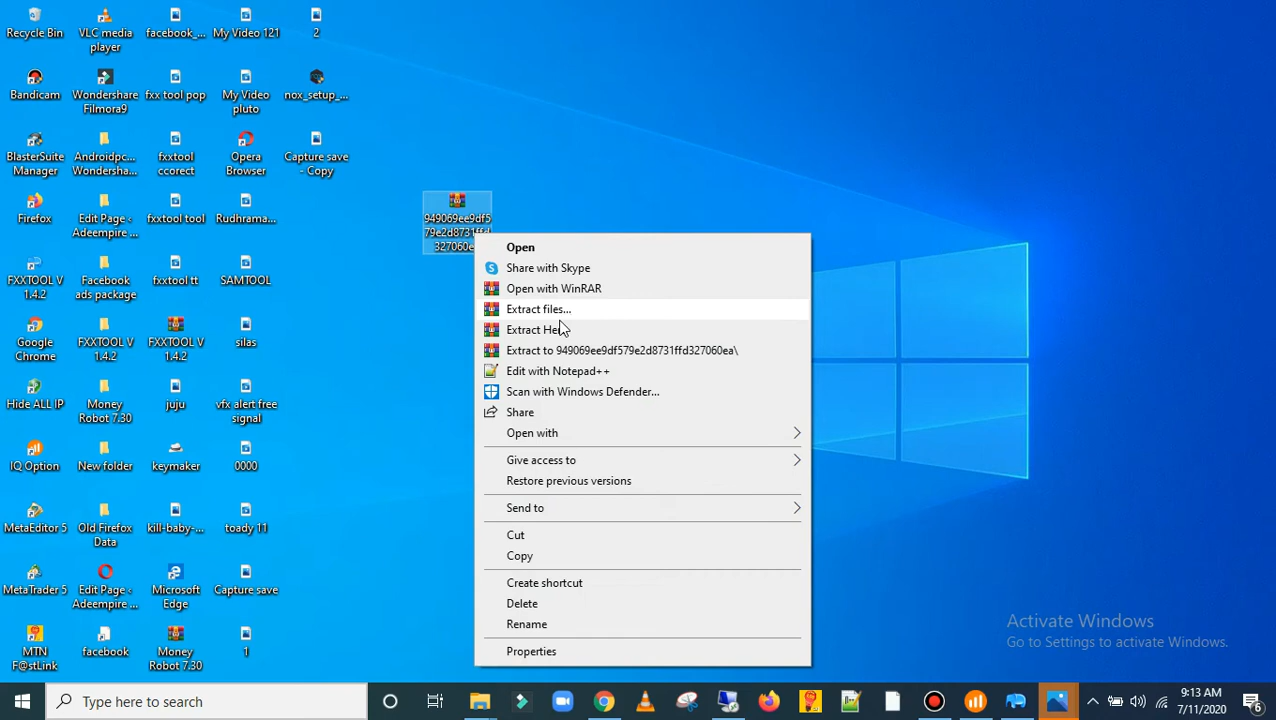 Recycle Bin
VLC media
player
facebook_...
My Video 121
2
Bandicam
Wondershare
Filmora9
fxx tool pop
My Video
pluto
nox_setup_...
BlasterSuite
Manager
Androidpc...
Wondersha...
fxxtool
ccorect
Opera
Browser
Capture save
- Copy
Firefox
Edit Page ‹
Adeempire ...
fxxtool tool
Rudhrama...
949069ee9df5
79e2d8731ffd
327060e
FXXTOOL V
1.4.2
Facebook
ads package
fxxtool tt
SAMTOOL
Google
Chrome
FXXTOOL V
1.4.2
FXXTOOL V
1.4.2
silas
Hide ALL IP
Money
Robot 7.30
juju
vfx alert free
signal
IQ Option
New folder
keymaker
0000
MetaEditor 5
Old Firefox
Data
kill-baby-...
toady 11
MetaTrader 5
Edit Page ‹
Adeempire ...
Microsoft
Edge
Capture save
MTN
F@stLink
facebook
Money
Robot 7.30
1
Open
Share with Skype
Open with WinRAR
Extract files...
Extract He
Extract to 949069ee9df579e2d8731ffd327060ea\
Edit with Notepad++
Scan with Windows Defender...
Share
Open with
Give access to
Restore previous versions
Send to
Cut
Copy
Create shortcut
Delete
Rename
Properties
Activate Windows
Go to Settings to activate Windows.
Type here to search
9:13 AM
7/11/2020
6